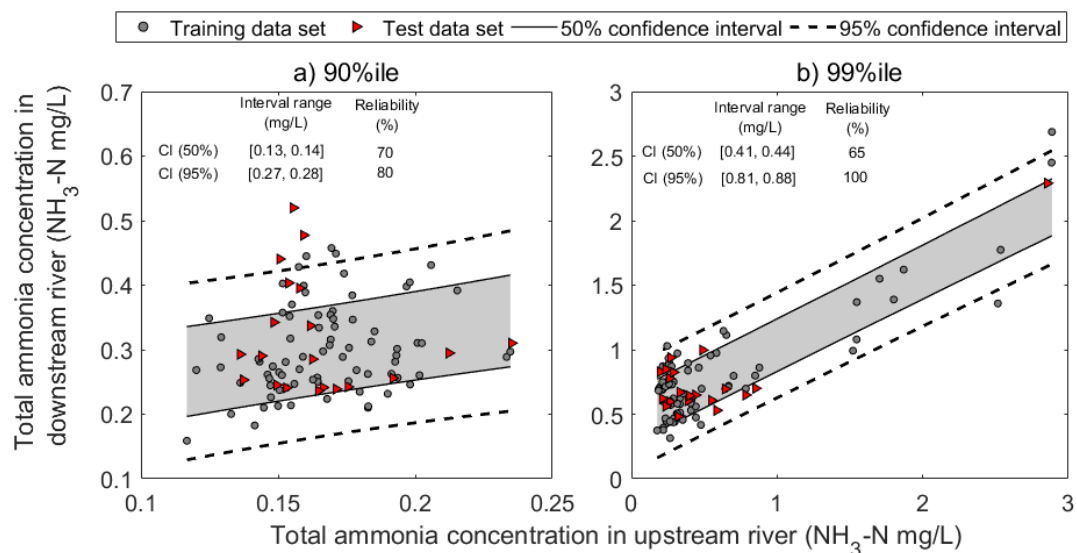 Training data set Test data set 50% confidence interval 95% confidence interval
a) 90%ile
Total ammonia concentration in
downstream river (NH3-N mg/L)
0.7
0.6
0.5
0.4
0.3
0.2
0.1
Interval range Reliability
(mg/L) (%)
CI (50%) [0.13, 0.14] 70
CI (95%) [0.27, 0.28] 80
0.1 0.15 0.2 0.25
b) 99%ile
3
2.5
2
1.5
1
0.5
0
Interval range Reliability
(mg/L) (%)
CI (50%) [0.41, 0.44] 65
CI (95%) [0.81, 0.88] 100
0 1 2 3
Total ammonia concentration in upstream river (NH3-N mg/L)